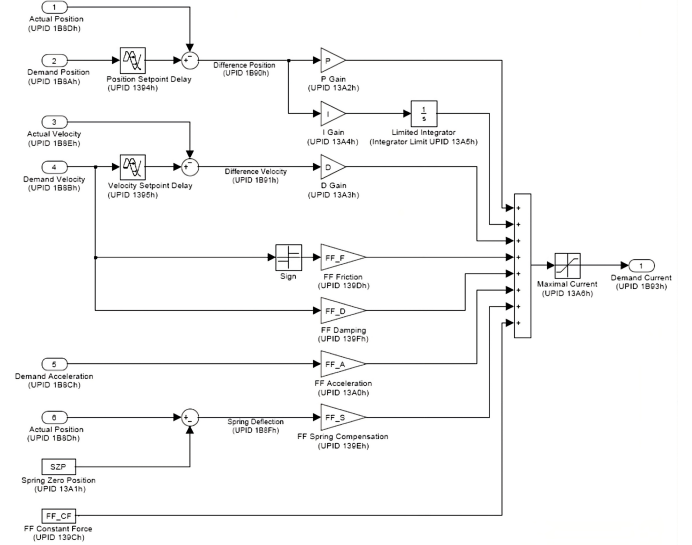 1
Actual Position
(UPID 1B8Dh)
2
Demand Position
(UPID 1B8Ah)
Position Setpoint Delay
(UPID 1394h)
+
-
Difference Position
(UPID 1B90h)
P
P Gain
(UPID 13A2h)
3
Actual Velocity
(UPID 1B8Eh)
I
I Gain
(UPID 13A4h)
1
s
Limited Integrator
(Integrator Limit UPID 13A5h)
4
Demand Velocity
(UPID 1B8Bh)
Velocity Setpoint Delay
(UPID 1395h)
+
-
Difference Velocity
(UPID 1B91h)
D
D Gain
(UPID 13A3h)
Sign
FF_F
FF Friction
(UPID 139Dh)
FF_D
FF Damping
(UPID 139Fh)
+
+
+
+
+
+
+
+
Maximal Current
(UPID 13A6h)
1
Demand Current
(UPID 1B93h)
5
Demand Acceleration
(UPID 1B8Ch)
FF_A
FF Acceleration
(UPID 13A0h)
6
Actual Position
(UPID 1B8Dh)
+
-
Spring Deflection
(UPID 1B8Fh)
FF_S
FF Spring Compensation
(UPID 139Eh)
SZP
Spring Zero Position
(UPID 13A1h)
FF_CF
FF Constant Force
(UPID 139Ch)